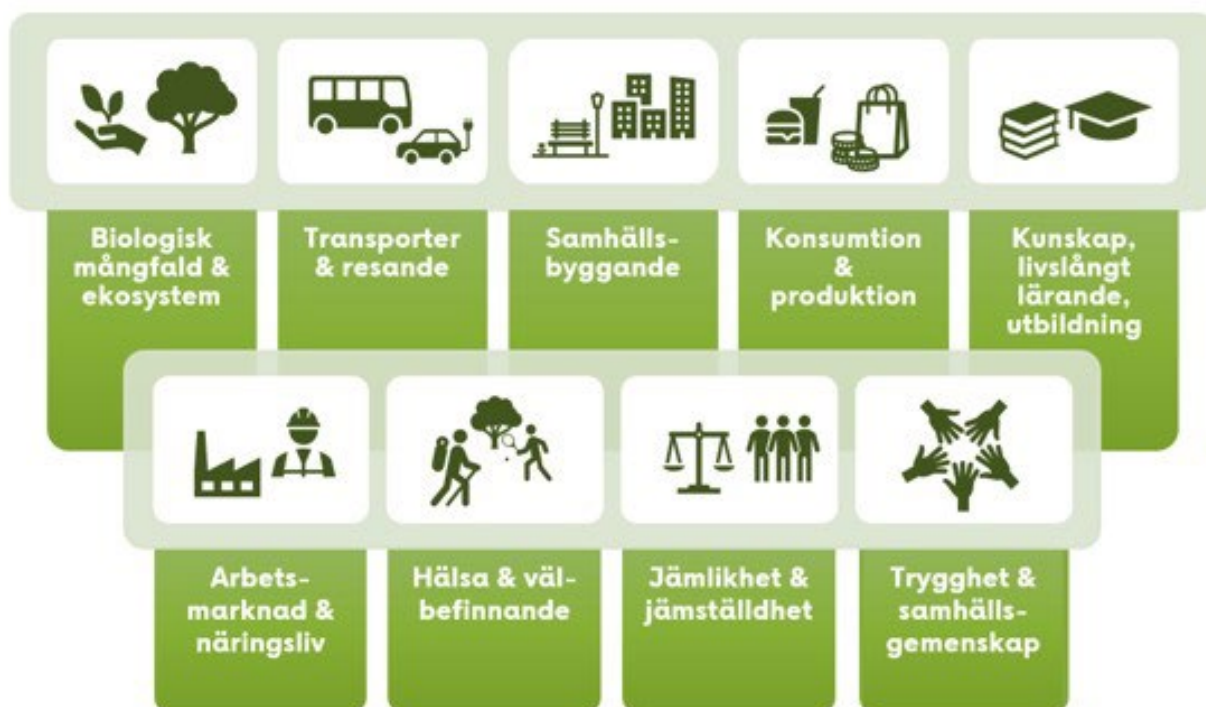 Biologisk
mångfald &
ekosystem
Transporter
& resande
Samhälls-
byggande
Konsumtion
&
produktion
Kunskap,
livslångt
lärande,
utbildning
Arbets-
marknad &
näringsliv
Hälsa & väl-
befinnande
Jämlikhet &
jämställdhet
Trygghet &
samhälls-
gemenskap